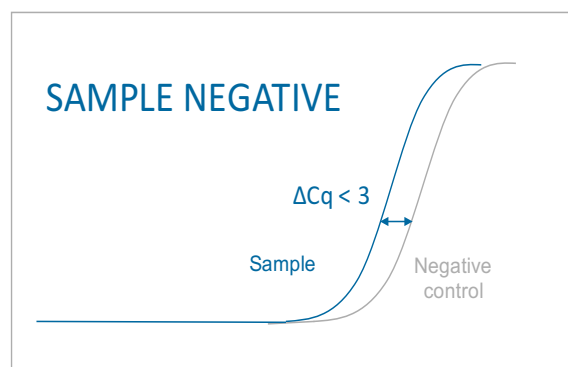 SAMPLE NEGATIVE
ΔCq < 3
Sample
Negative
control